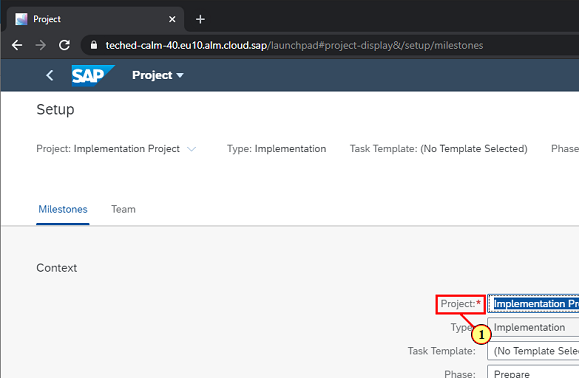 Project
teched-calm-40.eu10.alm.cloud.sap/launchpad#project-display&/setup/milestones
SAP Project
Setup
Project: Implementation Project Type: Implementation Task Template: (No Template Selected) Phase
Milestones Team
Context
Project:* Implementation Pr
Type Implementation
1
Task Template: (No Template Sele
Phase: Prepare